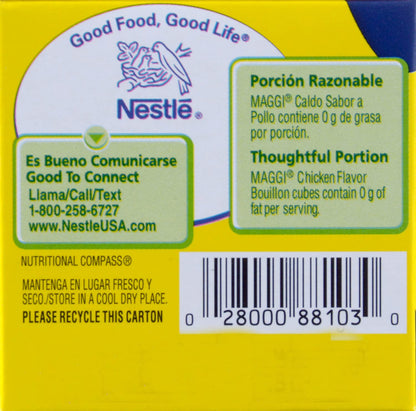 Good Food, Good Life®
Nestlé®
Porción Razonable
MAGGI® Caldo Sabor a
Pollo contiene 0 g de grasa
por porción.
Thoughtful Portion
MAGGI® Chicken Flavor
Bouillon cubes contain 0 g of
fat per serving.
Es Bueno Comunicarse
Good To Connect
Llama/Call/Text
1-800-258-6727
www.NestleUSA.com
NUTRITIONAL COMPASS®
MANTENGA EN LUGAR FRESCO Y
SECO./STORE IN A COOL DRY PLACE.
PLEASE RECYCLE THIS CARTON
0 28000 88103 0